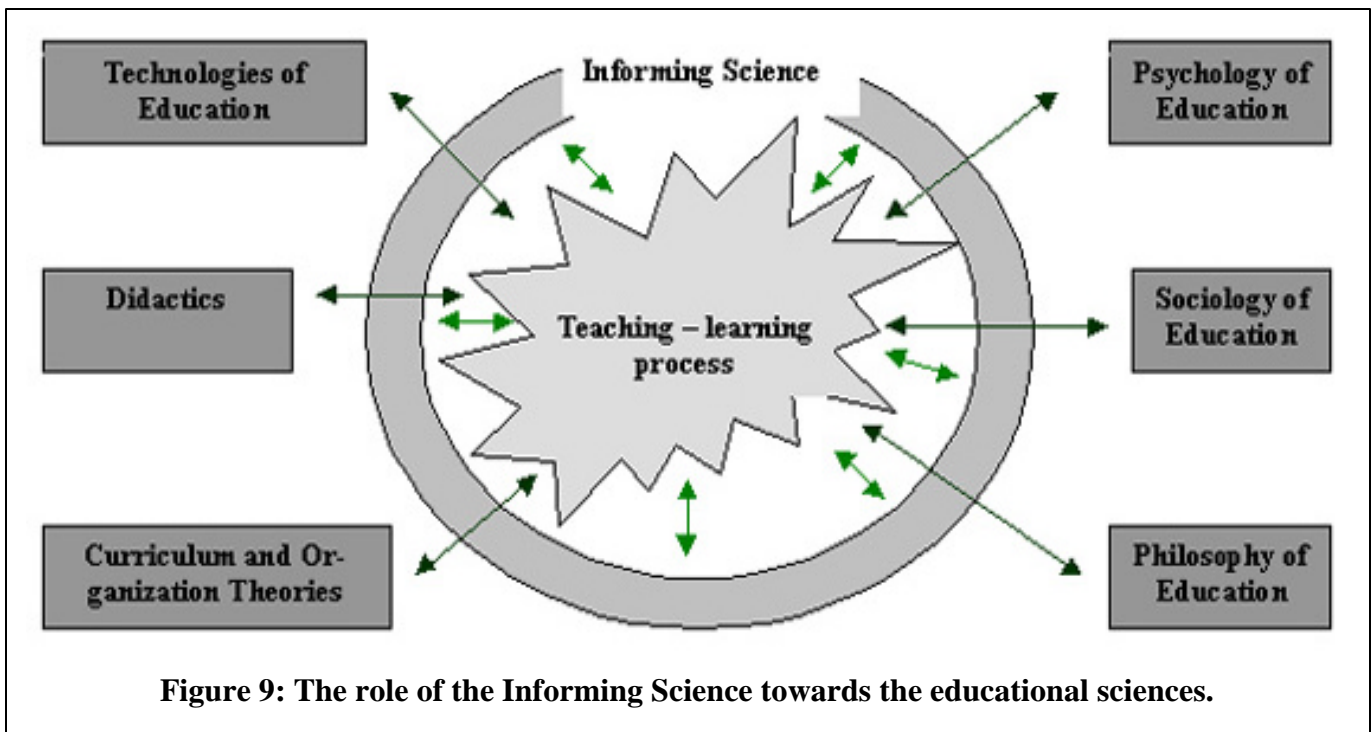 Technologies of
Education
Informing Science
Psychology of
Education
Didactics
Teaching – learning
process
Sociology of
Education
Curriculum and Or-
ganization Theories
Philosophy of
Education
Figure 9: The role of the Informing Science towards the educational sciences.